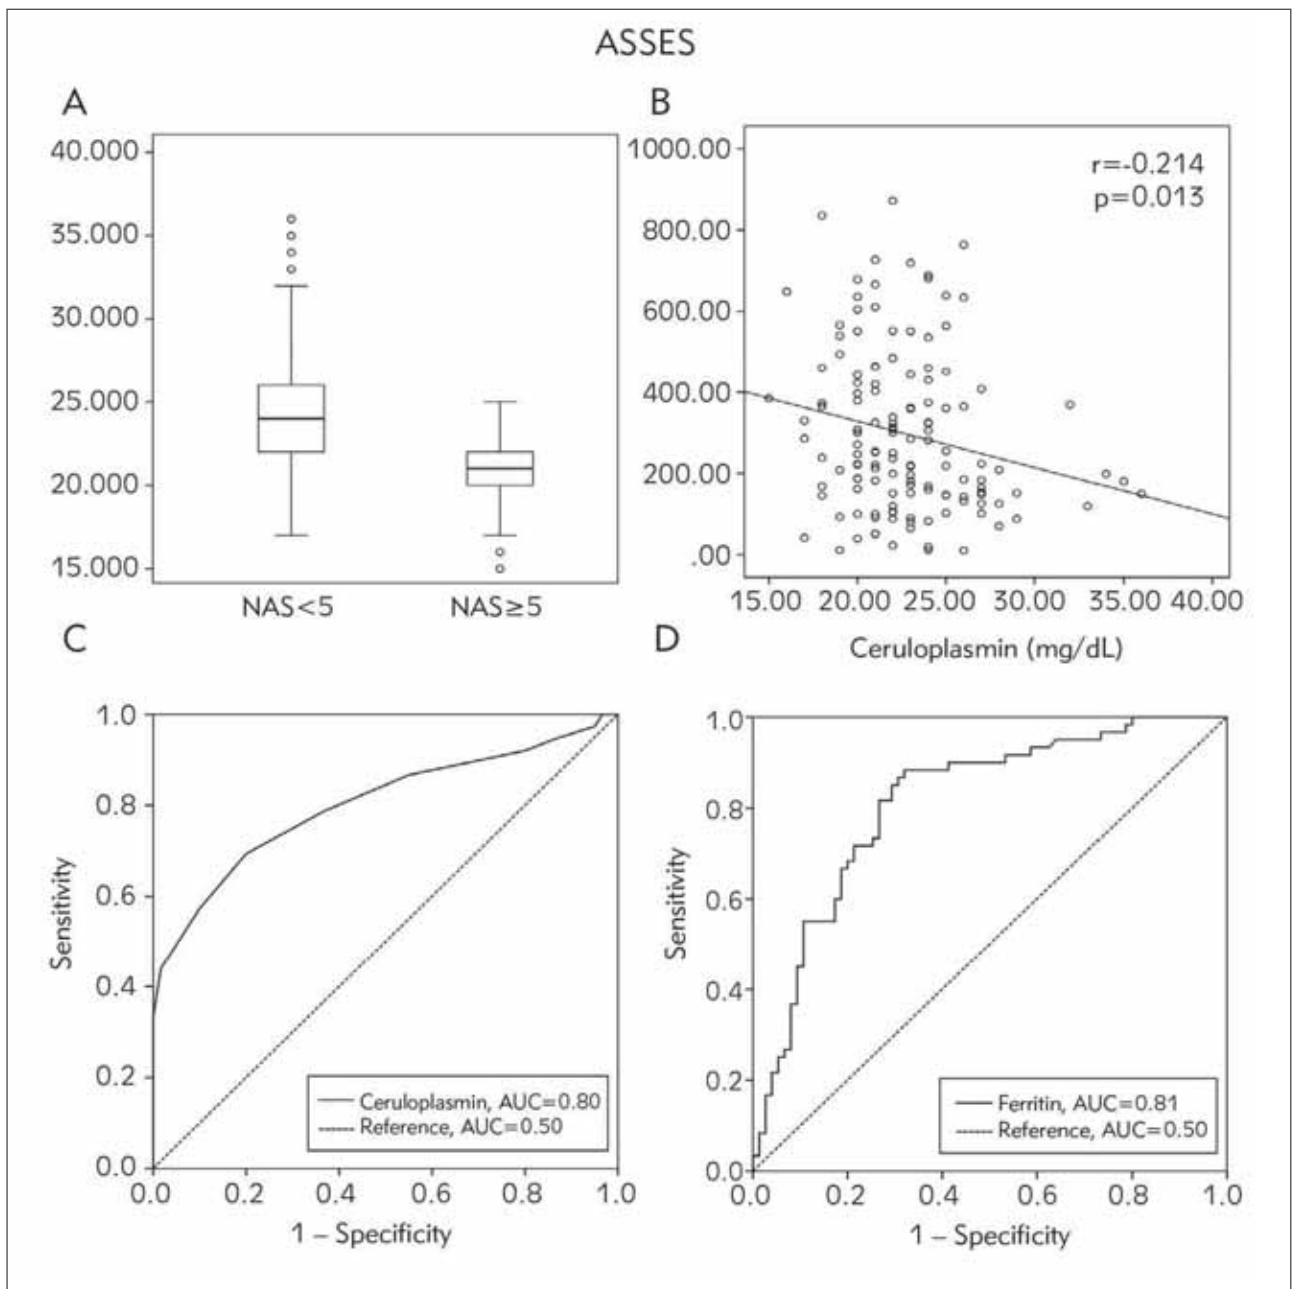 ASSES
A
40.000
35.000
30.000
25.000
20.000
15.000
NAS<5 NAS≥5
B
1000.00
800.00
600.00
400.00
200.00
.00
r=-0.214
p=0.013
15.00 20.00 25.00 30.00 35.00 40.00
Ceruloplasmin (mg/dL)
C
Sensitivity
1.0
0.8
0.6
0.4
0.2
0.0
Ceruloplasmin, AUC=0.80
Reference, AUC=0.50
0.0 0.2 0.4 0.6 0.8 1.0
1 – Specificity
D
Sensitivity
1.0
0.8
0.6
0.4
0.2
0.0
Ferritin, AUC=0.81
Reference, AUC=0.50
0.0 0.2 0.4 0.6 0.8 1.0
1 – Specificity